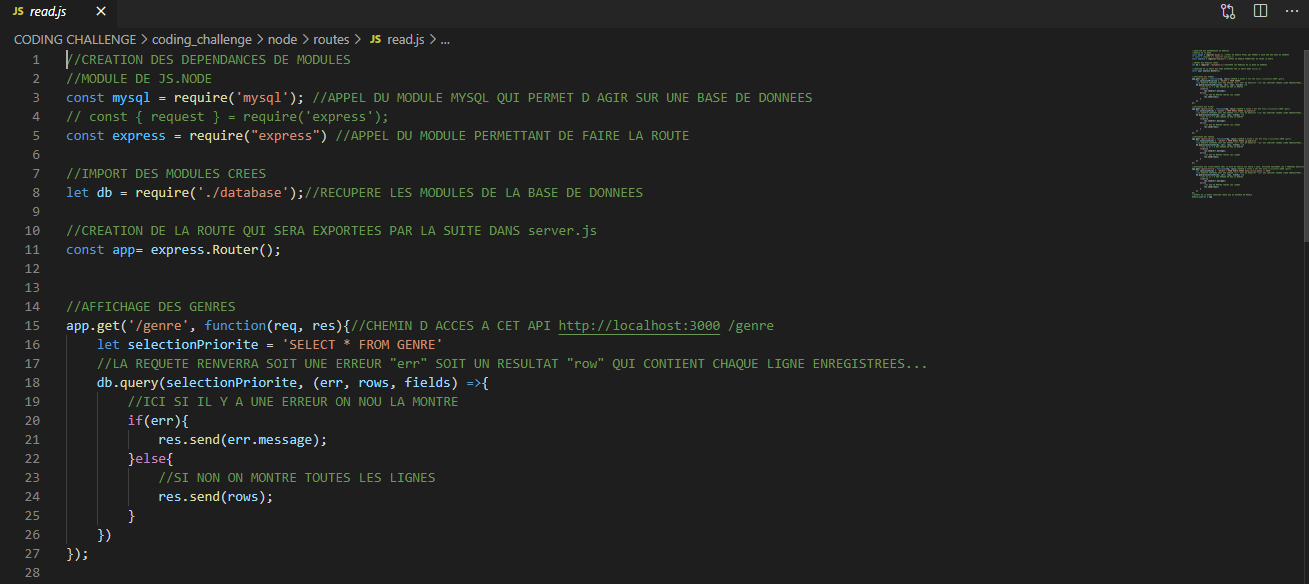 JS read.js
CODING CHALLENGE > coding_challenge > node > routes > JS read.js > ...
1 //CREATION DES DEPENDANCES DE MODULES
2 //MODULE DE JS.NODE
3 const mysql = require('mysql'); //APPEL DU MODULE MYSQL QUI PERMET D AGIR SUR UNE BASE DE DONNEES
4 // const { request } = require('express');
5 const express = require("express") //APPEL DU MODULE PERMETTANT DE FAIRE LA ROUTE
6
7 //IMPORT DES MODULES CREES
8 let db = require('./database');//RECUPERE LES MODULES DE LA BASE DE DONNEES
9
10 //CREATION DE LA ROUTE QUI SERA EXPORTEES PAR LA SUITE DANS server.js
11 const app= express.Router();
12
13
14 //AFFICHAGE DES GENRES
15 app.get('/genre', function(req, res){//CHEMIN D ACCES A CET API http://localhost:3000 /genre
16 let selectionPriorite = 'SELECT * FROM GENRE'
17 //LA REQUETE RENVERRA SOIT UNE ERREUR "err" SOIT UN RESULTAT "row" QUI CONTIENT CHAQUE LIGNE ENREGISTREES...
18 db.query(selectionPriorite, (err, rows, fields) =>{
19 //ICI SI IL Y A UNE ERREUR ON NOU LA MONTRE
20 if(err){
21 res.send(err.message);
22 }else{
23 //SI NON ON MONTRE TOUTES LES LIGNES
24 res.send(rows);
25 }
26 })
27 });
28